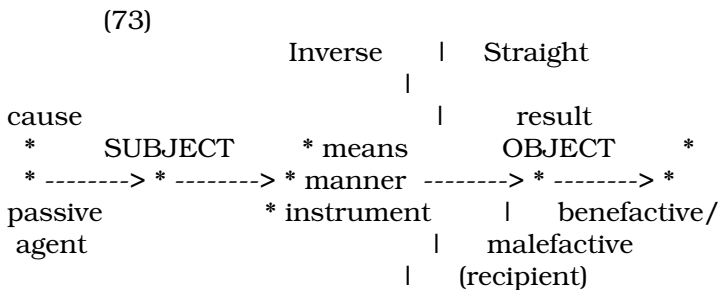 (73)
Inverse | Straight
|
cause | result
* SUBJECT * means OBJECT *
* --------> * --------> * manner --------> * --------> *
passive * instrument | benefactive/
agent | malefactive
| (recipient)